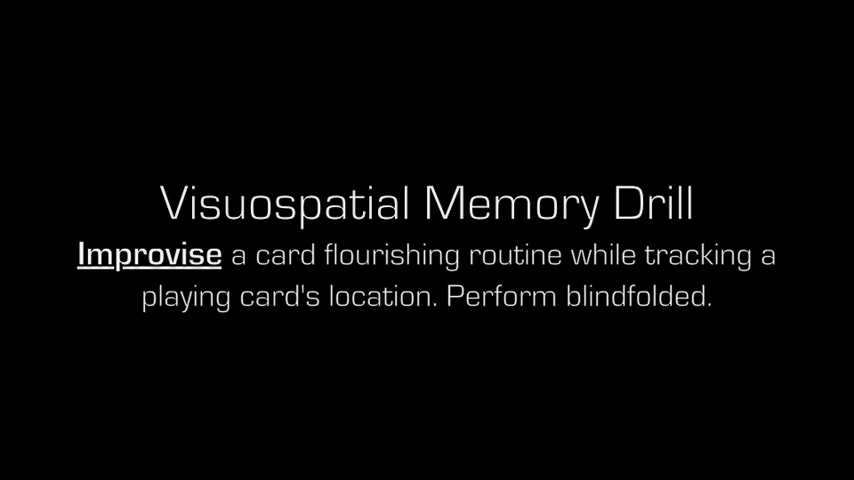 Visuospatial Memory Drill
Improvise a card flourishing routine while tracking a
playing card's location. Perform blindfolded.